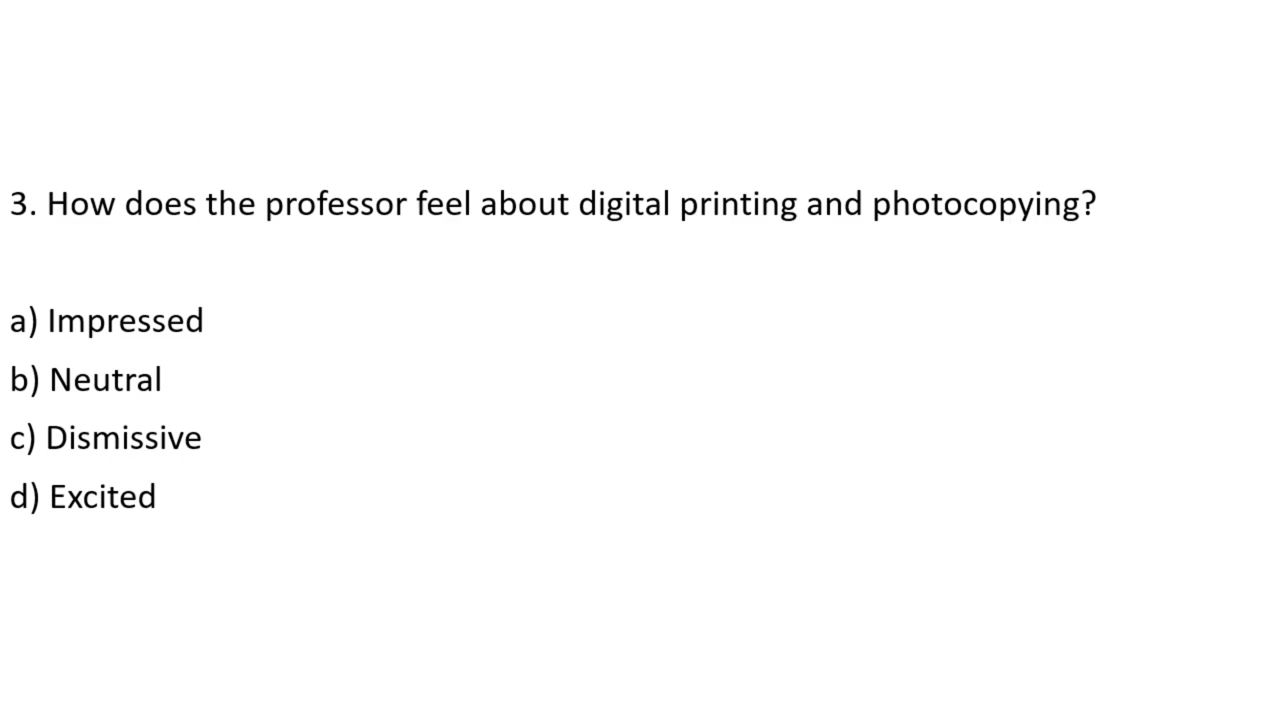 3. How does the professor feel about digital printing and photocopying?
a) Impressed
b) Neutral
c) Dismissive
d) Excited